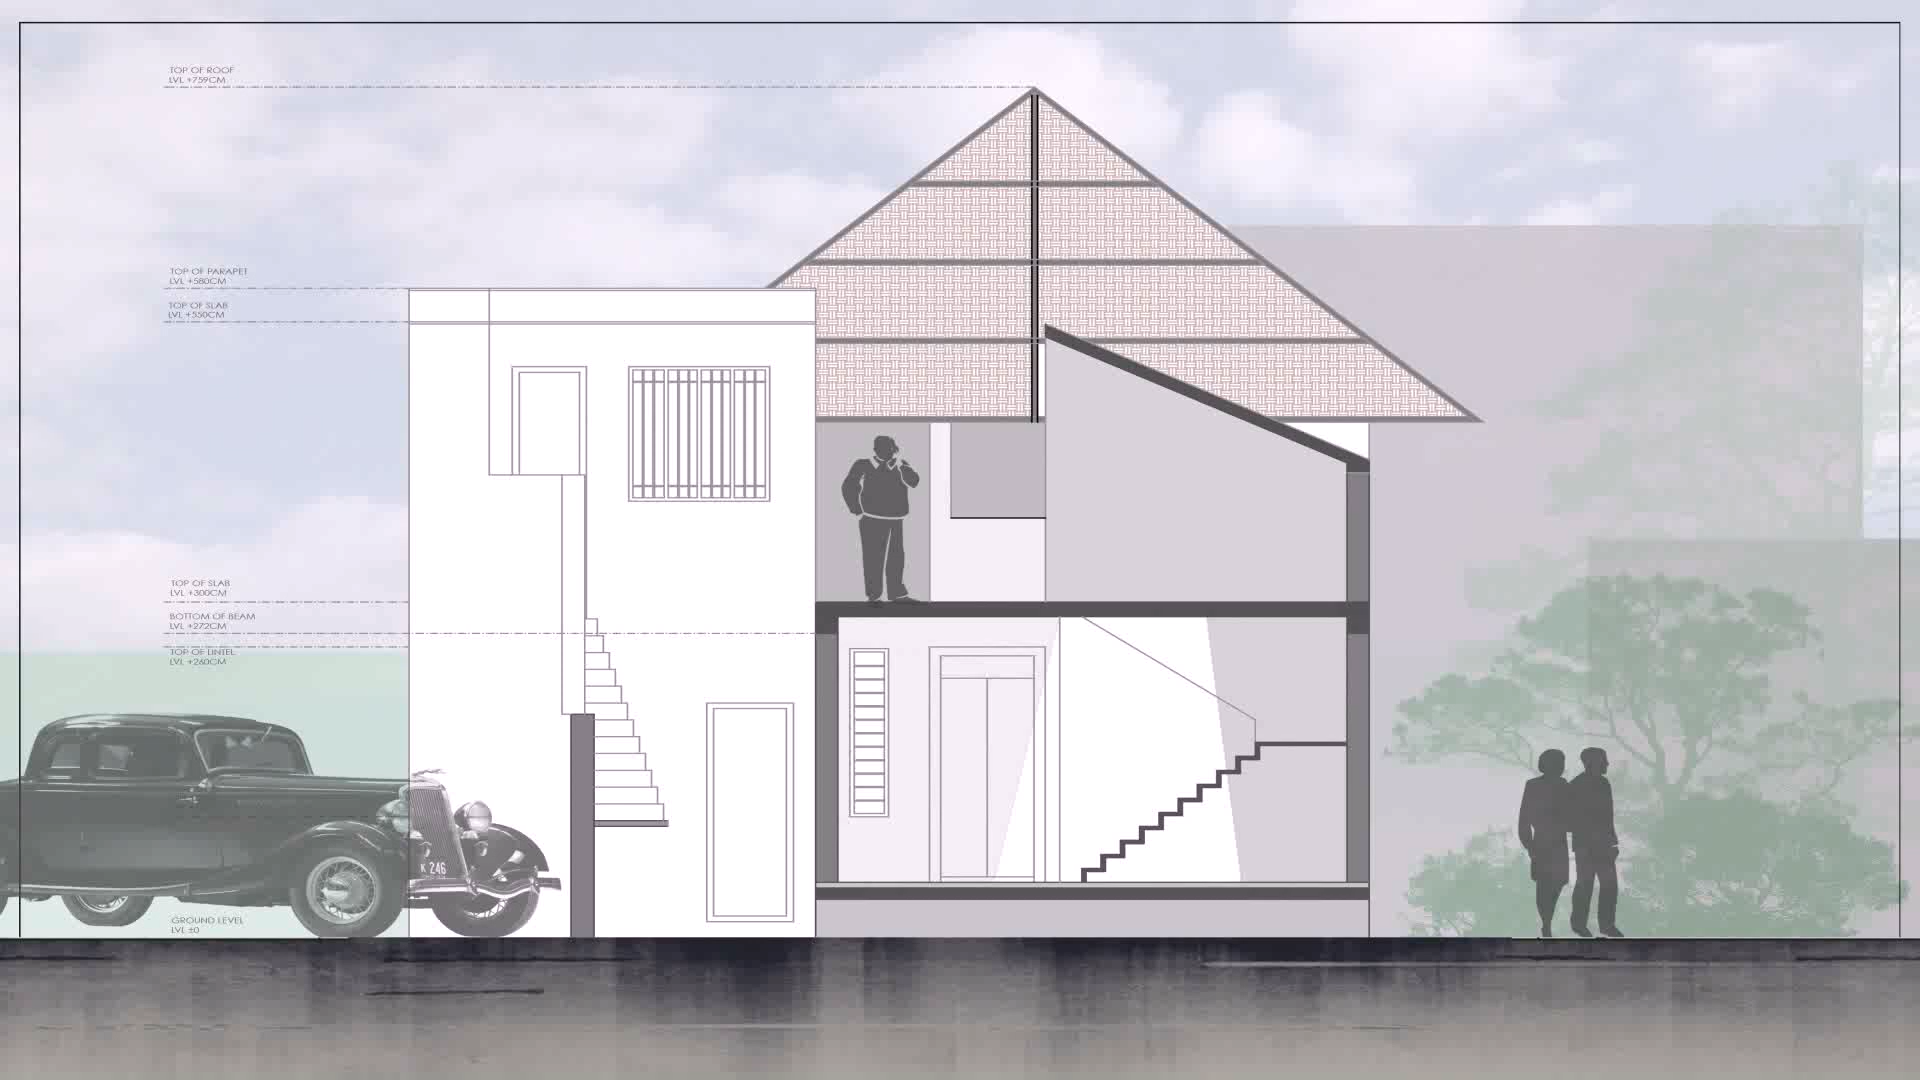 TOP OF ROOF
LVL +759CM
TOP OF PARAPET
LVL +580CM
TOP OF SLAB
LVL +550CM
TOP OF SLAB
LVL +300CM
BOTTOM OF BEAM
LVL +272CM
TOP OF LINTEL
LVL +260CM
K 246
GROUND LEVEL
LVL ±0